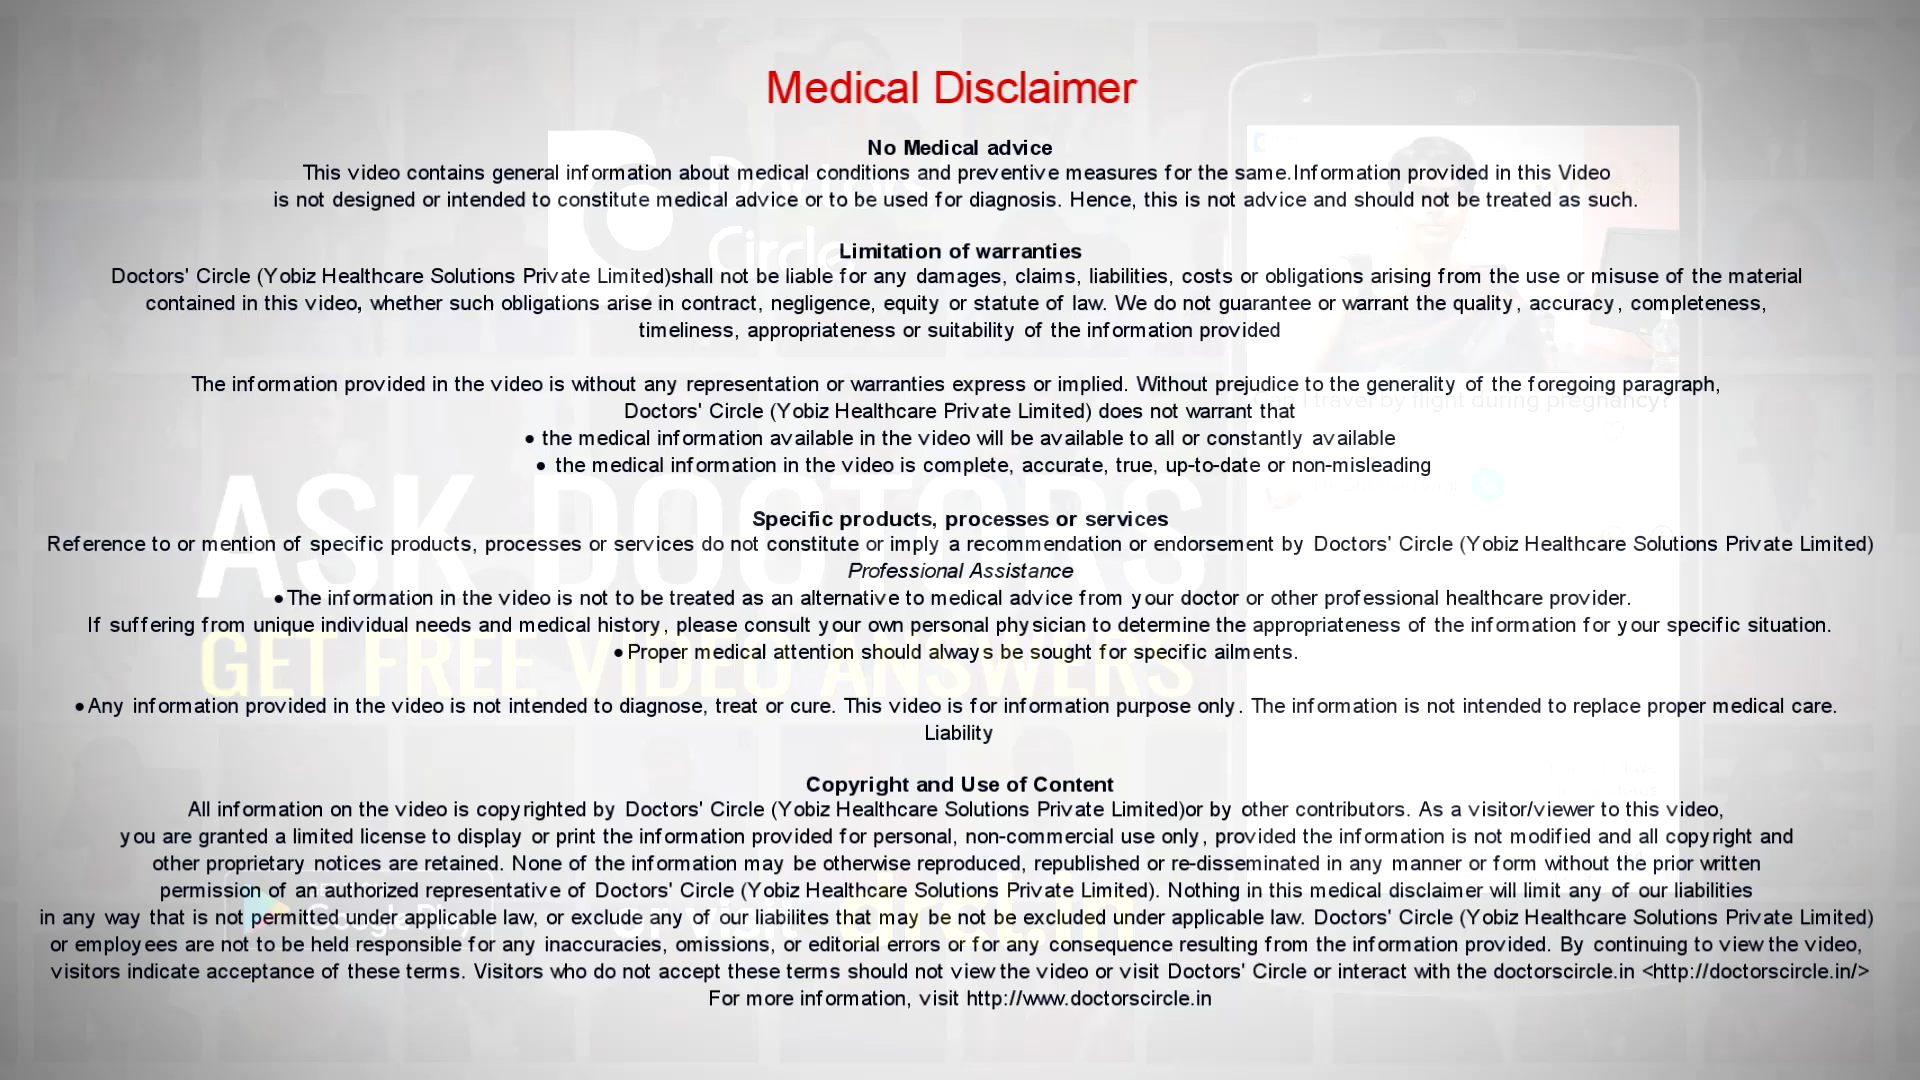 Medical Disclaimer
No Medical advice
This video contains general information about medical conditions and preventive measures for the same.Information provided in this Video
is not designed or intended to constitute medical advice or to be used for diagnosis. Hence, this is not advice and should not be treated as such.
Doctors'
Circle
Limitation of warranties
Doctors' Circle (Yobiz Healthcare Solutions Private Limited)shall not be liable for any damages, claims, liabilities, costs or obligations arising from the use or misuse of the material
contained in this video, whether such obligations arise in contract, negligence, equity or statute of law. We do not guarantee or warrant the quality, accuracy, completeness,
timeliness, appropriateness or suitability of the information provided
The information provided in the video is without any representation or warranties express or implied. Without prejudice to the generality of the foregoing paragraph,
Can I travel by flight during pregnancy?
Doctors' Circle (Yobiz Healthcare Private Limited) does not warrant that
• the medical information available in the video will be available to all or constantly available
• the medical information in the video is complete, accurate, true, up-to-date or non-misleading
ASK DOCTORS
Specific products, processes or services
Reference to or mention of specific products, processes or services do not constitute or imply a recommendation or endorsement by Doctors' Circle (Yobiz Healthcare Solutions Private Limited)
Professional Assistance
•The information in the video is not to be treated as an alternative to medical advice from your doctor or other professional healthcare provider.
If suffering from unique individual needs and medical history, please consult your own personal physician to determine the appropriateness of the information for your specific situation.
•Proper medical attention should always be sought for specific ailments.
GET FREE VIDEO ANSWERS
•Any information provided in the video is not intended to diagnose, treat or cure. This video is for information purpose only. The information is not intended to replace proper medical care.
Liability
Copyright and Use of Content
All information on the video is copyrighted by Doctors' Circle (Yobiz Healthcare Solutions Private Limited)or by other contributors. As a visitor/viewer to this video,
you are granted a limited license to display or print the information provided for personal, non-commercial use only, provided the information is not modified and all copyright and
other proprietary notices are retained. None of the information may be otherwise reproduced, republished or re-disseminated in any manner or form without the prior written
permission of an authorized representative of Doctors' Circle (Yobiz Healthcare Solutions Private Limited). Nothing in this medical disclaimer will limit any of our liabilities
in any way that is not permitted under applicable law, or exclude any of our liabilites that may be not be excluded under applicable law. Doctors' Circle (Yobiz Healthcare Solutions Private Limited)
Google Play or visit drcl.in
or employees are not to be held responsible for any inaccuracies, omissions, or editorial errors or for any consequence resulting from the information provided. By continuing to view the video,
visitors indicate acceptance of these terms. Visitors who do not accept these terms should not view the video or visit Doctors' Circle or interact with the doctorscircle.in <http://doctorscircle.in/>
For more information, visit http://www.doctorscircle.in